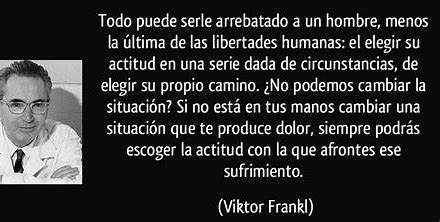 Todo puede serle arrebatado a un hombre, menos
la última de las libertades humanas: el elegir su
actitud en una serie dada de circunstancias, de
elegir su propio camino. ¿No podemos cambiar la
situación? Si no está en tus manos cambiar una
situación que te produce dolor, siempre podrás
escoger la actitud con la que afrontes ese
sufrimiento.
(Viktor Frankl)